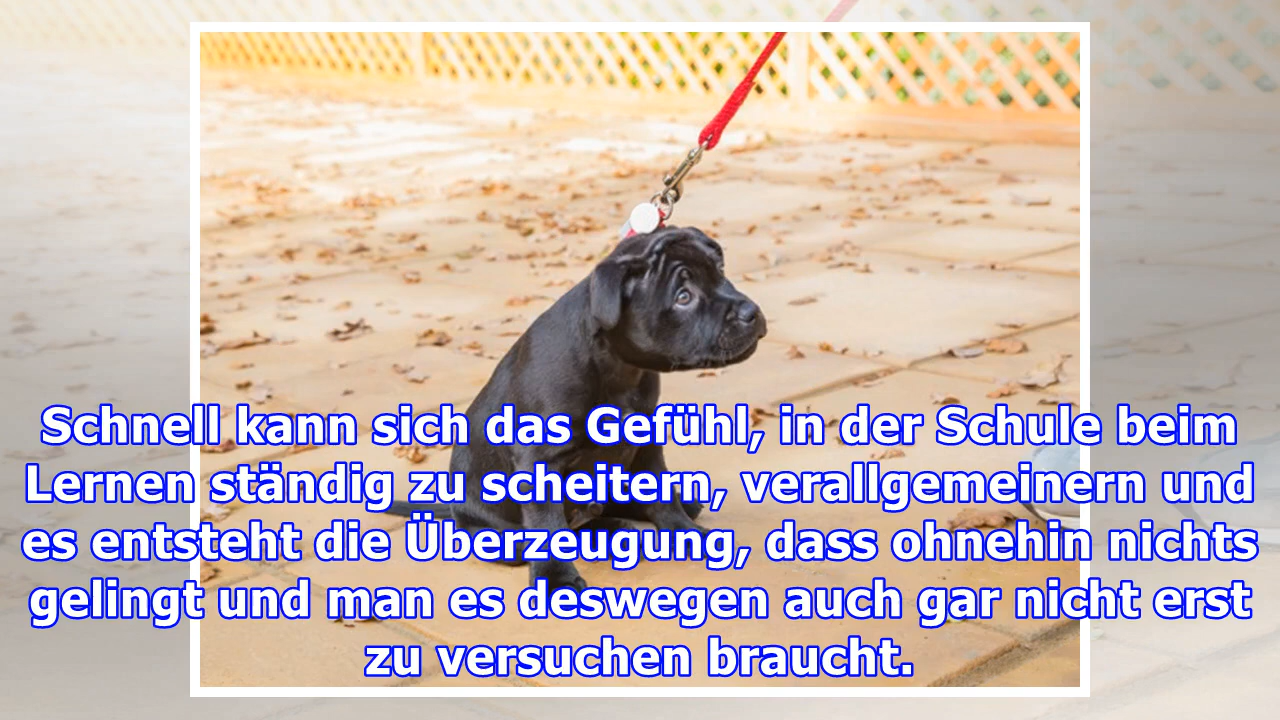 Schnell kann sich das Gefühl, in der Schule beim
Lernen ständig zu scheitern, verallgemeinern und
es entsteht die Überzeugung, dass ohnehin nichts
gelingt und man es deswegen auch gar nicht erst
zu versuchen braucht.